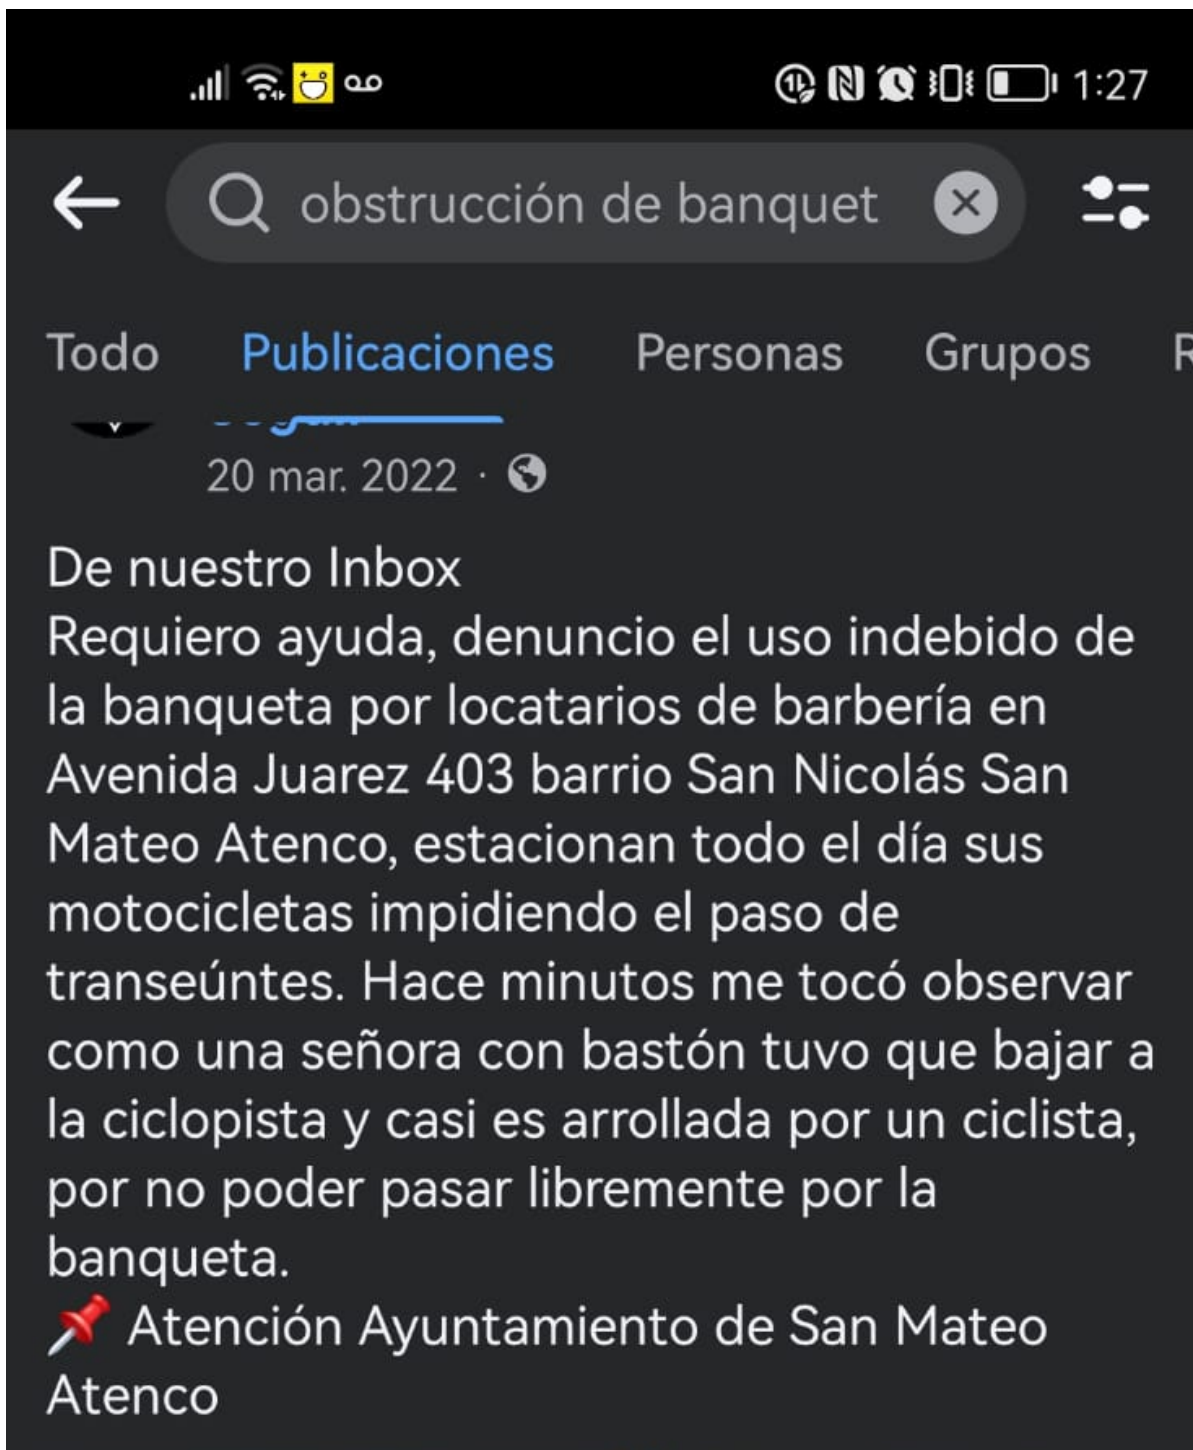 1:27
obstrucción de banquet
Todo Publicaciones Personas Grupos R
20 mar. 2022 ·
De nuestro Inbox
Requiero ayuda, denuncio el uso indebido de
la banqueta por locatarios de barbería en
Avenida Juarez 403 barrio San Nicolás San
Mateo Atenco, estacionan todo el día sus
motocicletas impidiendo el paso de
transeúntes. Hace minutos me tocó observar
como una señora con bastón tuvo que bajar a
la ciclopista y casi es arrollada por un ciclista,
por no poder pasar libremente por la
banqueta.
📌 Atención Ayuntamiento de San Mateo
Atenco